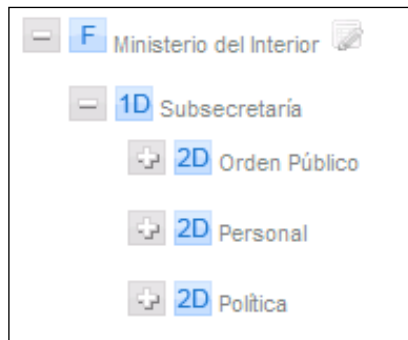 F Ministerio del Interior
1D Subsecretaría
2D Orden Público
2D Personal
2D Política